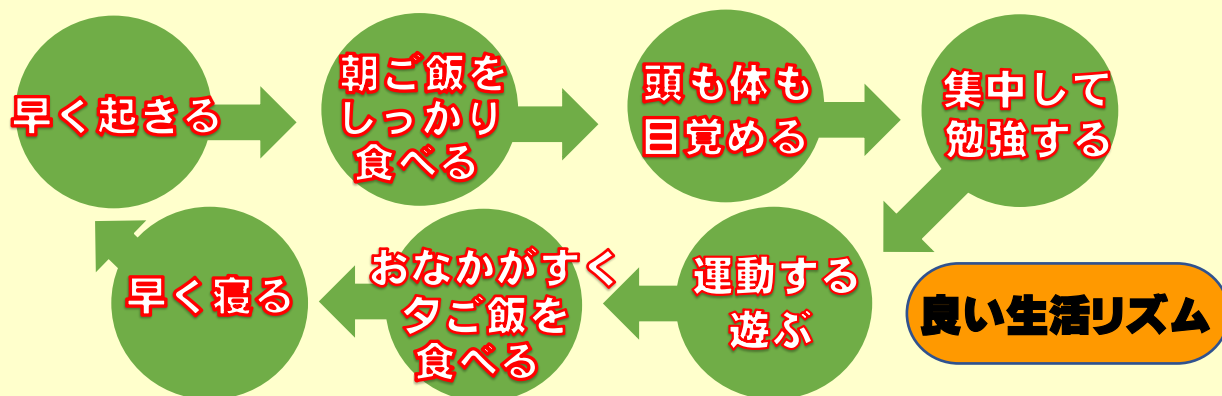 早く起きる
朝ご飯を
しっかり
食べる
頭も体も
目覚める
集中して
勉強する
運動する
遊ぶ
おなかがすく
夕ご飯を
食べる
早く寝る
良い生活リズム